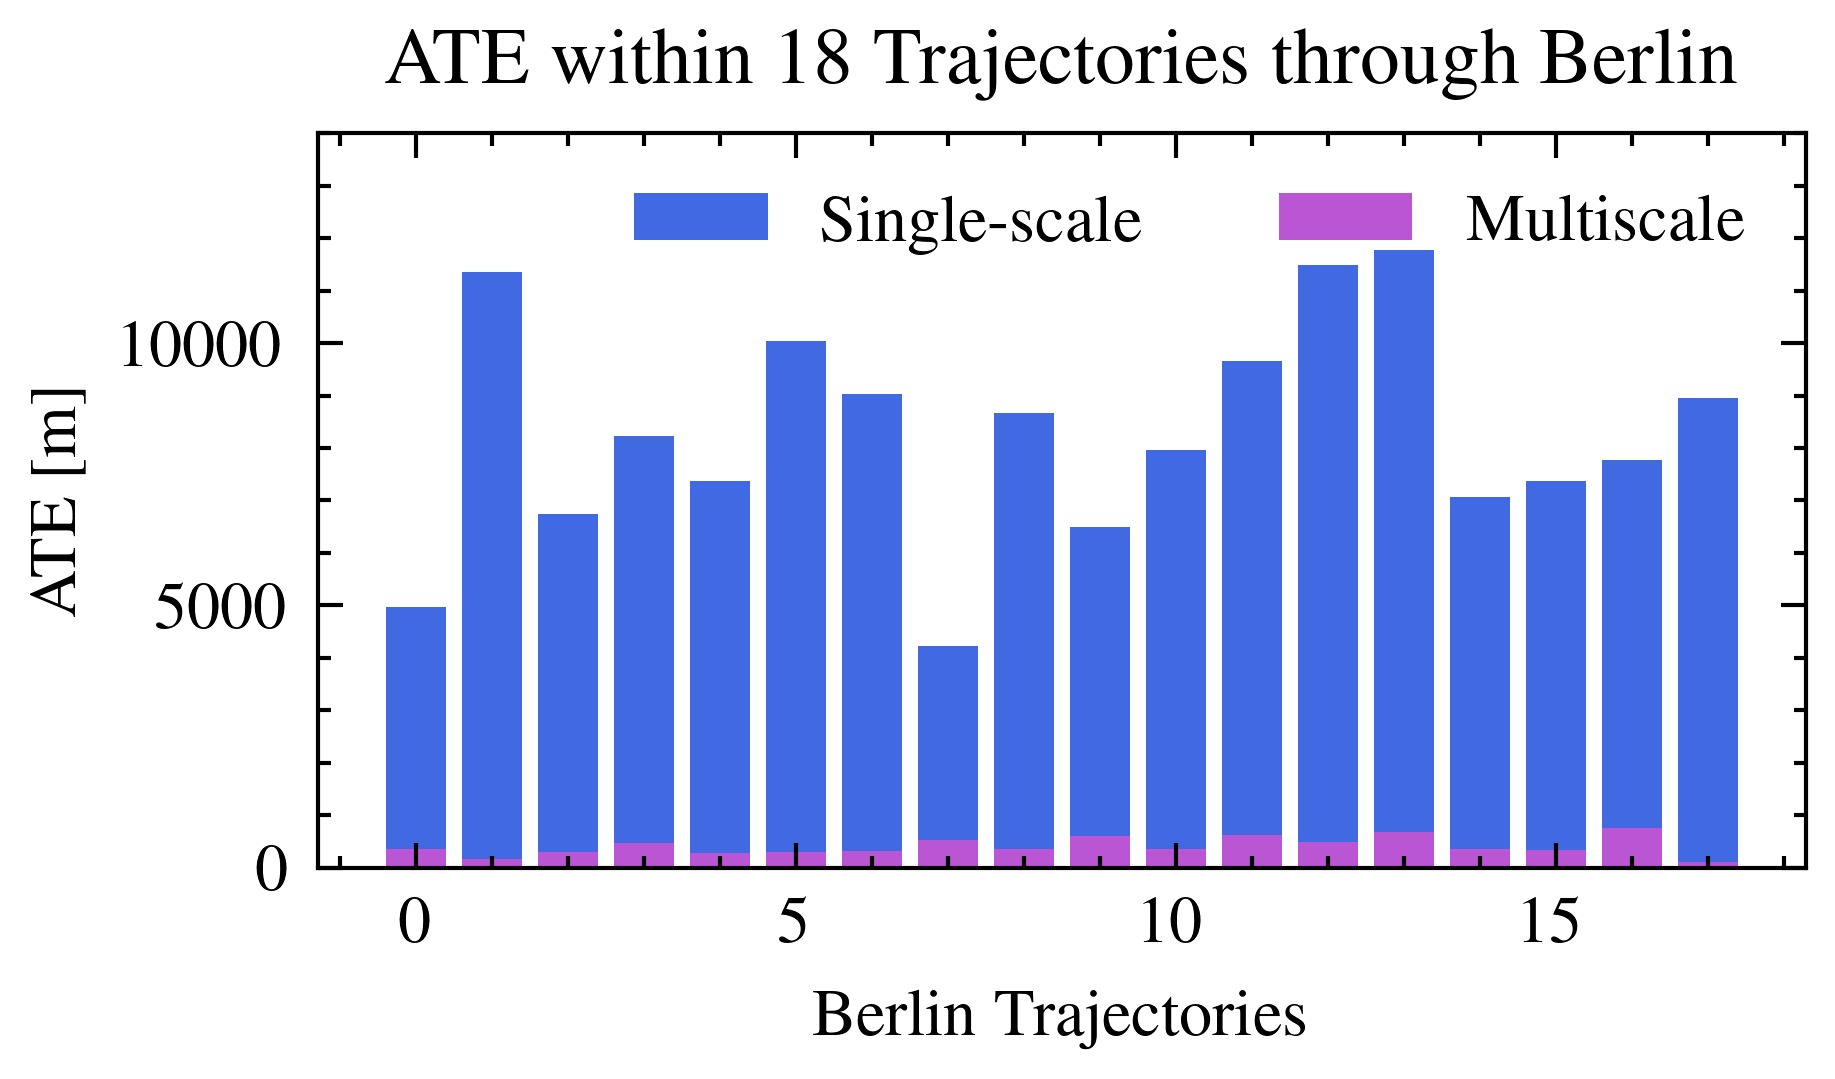 ATE within 18 Trajectories through Berlin
Single-scale
Multiscale
ATE [m]
10000
5000
0
0 5 10 15
Berlin Trajectories